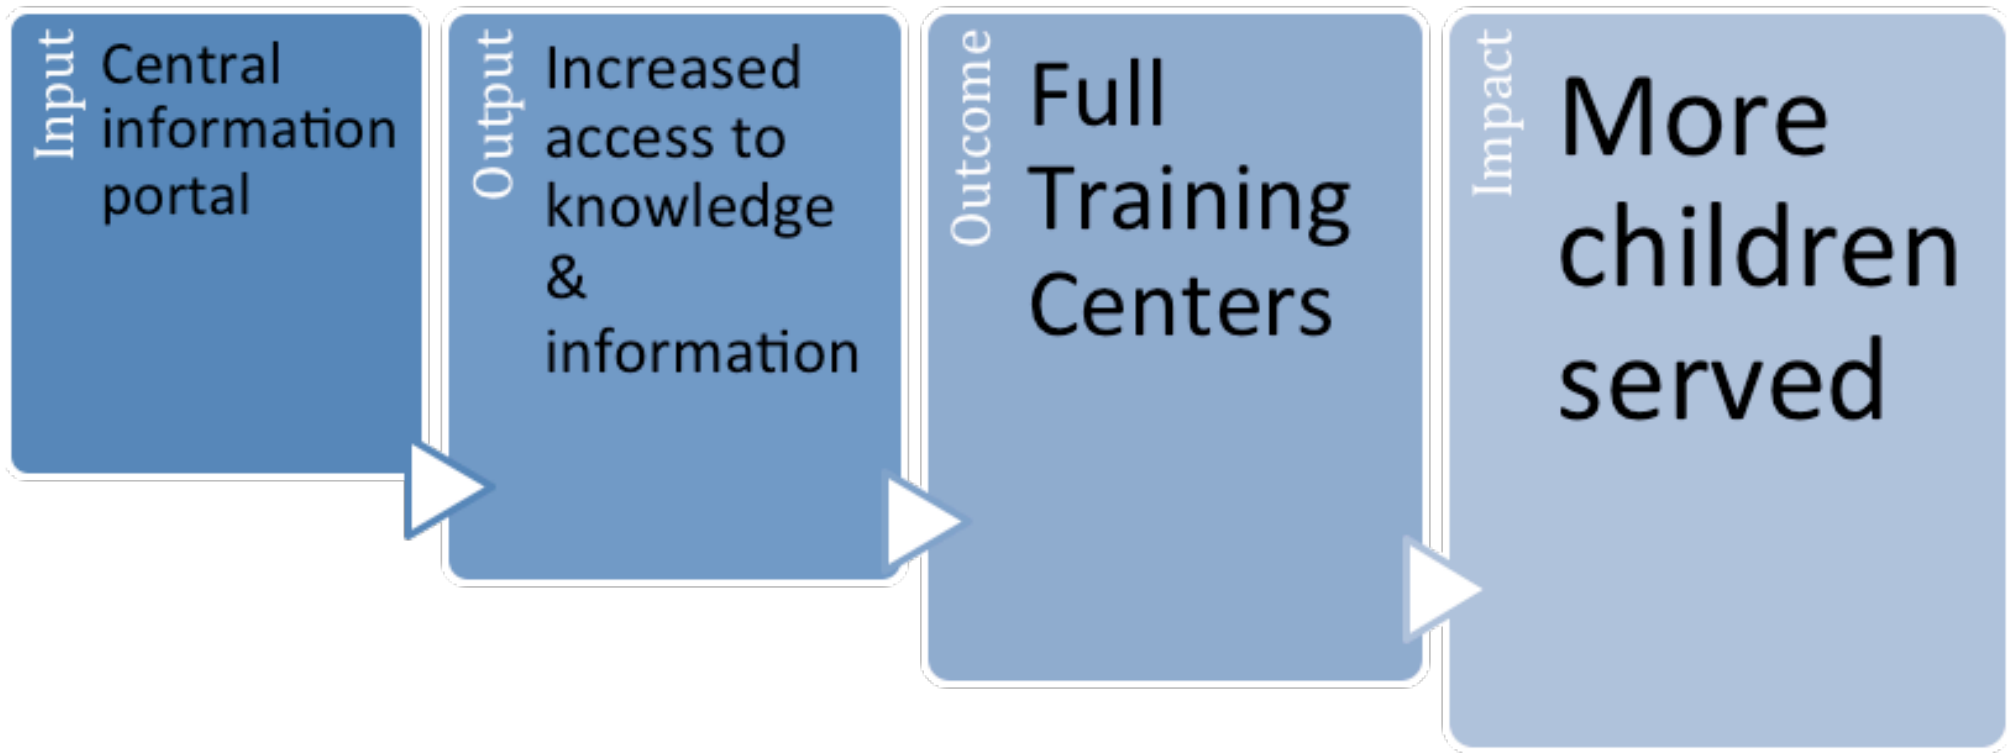 Input
Central
information
portal
Output
Increased
access to
knowledge
&
information
Outcome
Full
Training
Centers
Impact
More
children
served